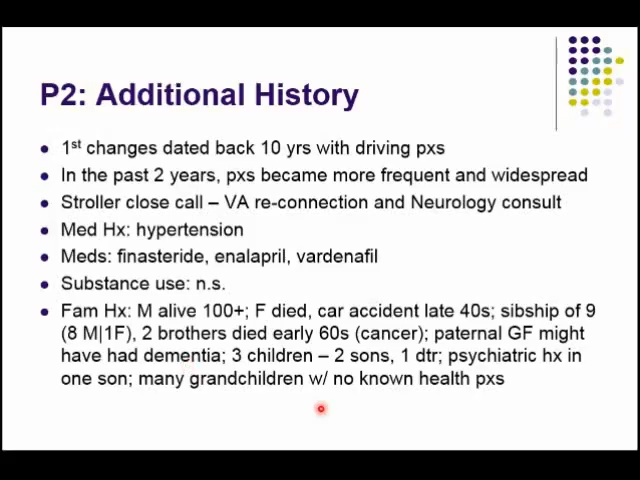 P2: Additional History
1st changes dated back 10 yrs with driving pxs
In the past 2 years, pxs became more frequent and widespread
Stroller close call – VA re-connection and Neurology consult
Med Hx: hypertension
Meds: finasteride, enalapril, vardenafil
Substance use: n.s.
Fam Hx: M alive 100+; F died, car accident late 40s; sibship of 9
(8 M|1F), 2 brothers died early 60s (cancer); paternal GF might
have had dementia; 3 children – 2 sons, 1 dtr; psychiatric hx in
one son; many grandchildren w/ no known health pxs